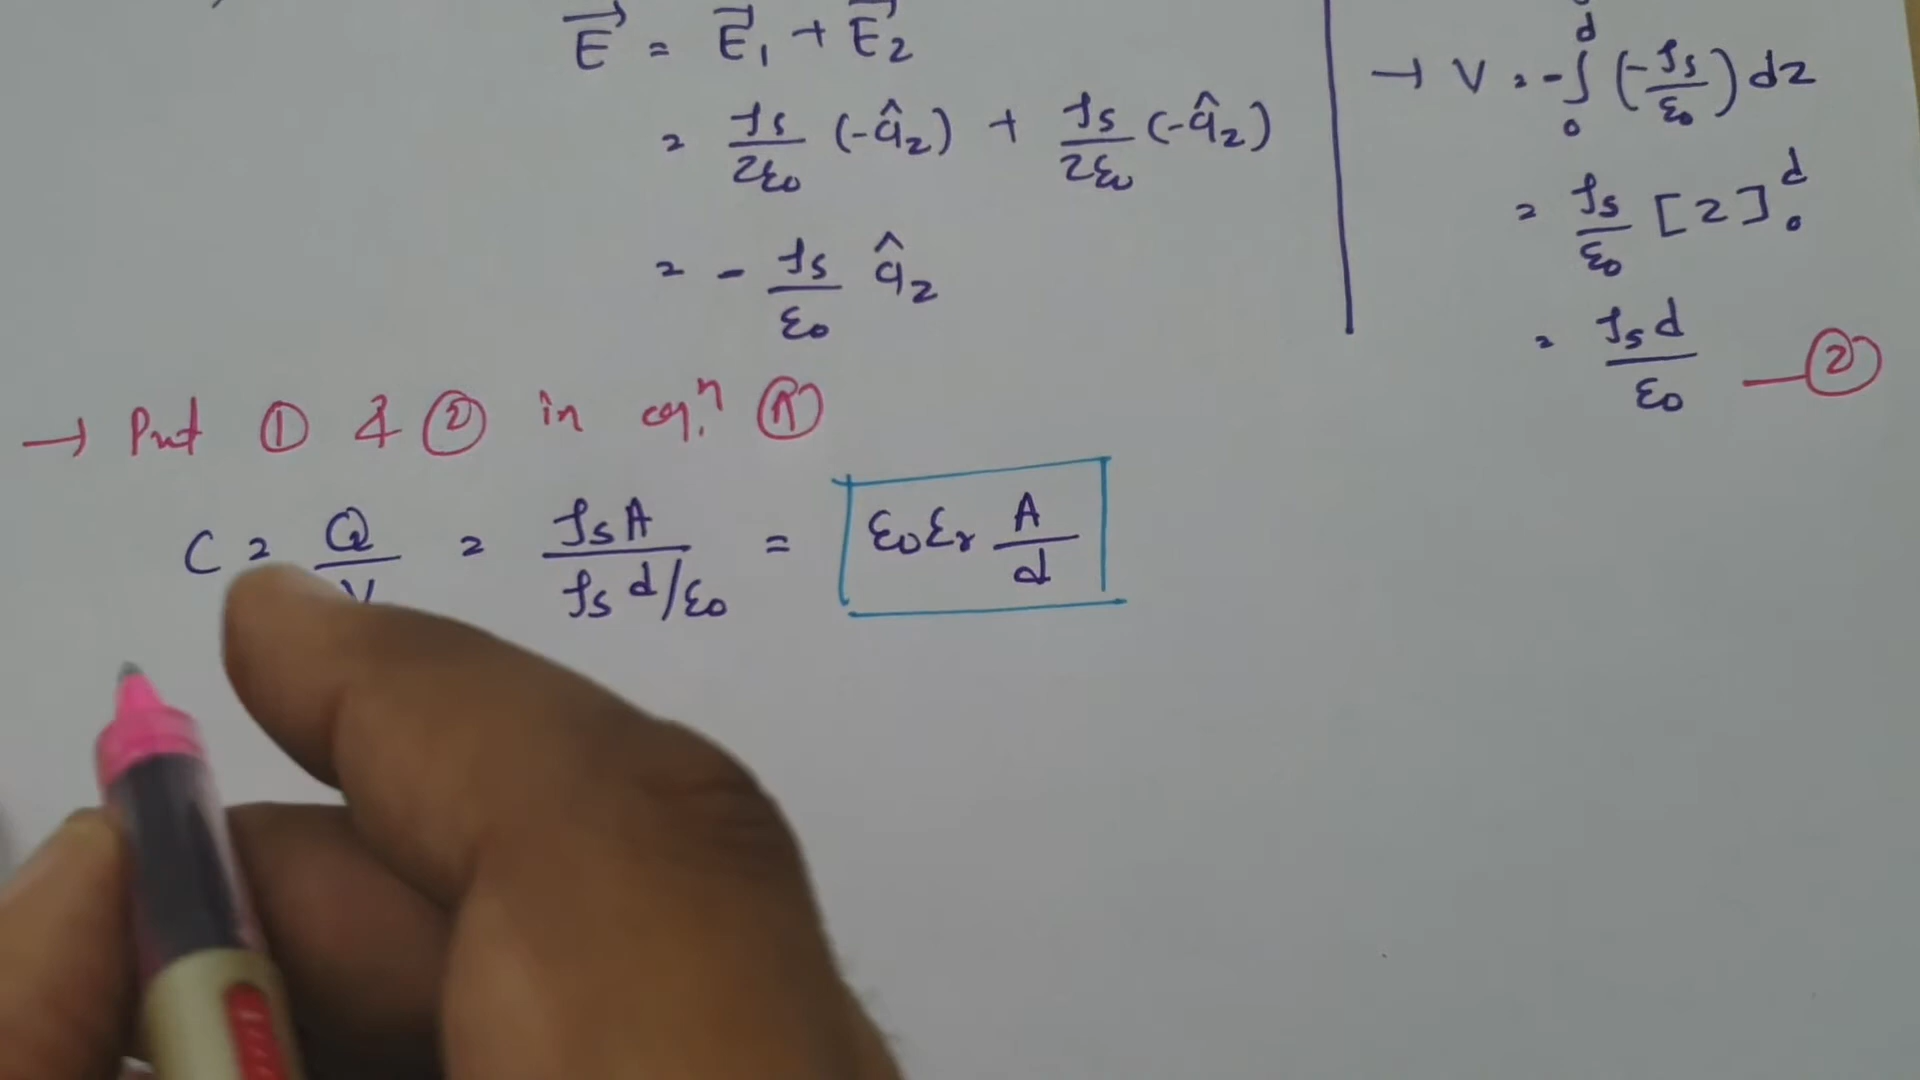 E⃗ = E⃗₁ + E⃗₂
= ρs/2ε₀ (-âz) + ρs/2ε₀ (-âz)
= - ρs/ε₀ âz
→ V = -∫₀ᵈ (-ρs/ε₀) dz
= ρs/ε₀ [z]₀ᵈ
= ρs d/ε₀ —②
→ Put ① & ② in eqⁿ. Ⓐ
C = Q/V = ρs A / ρs d/ε₀ = ε₀εr A/d